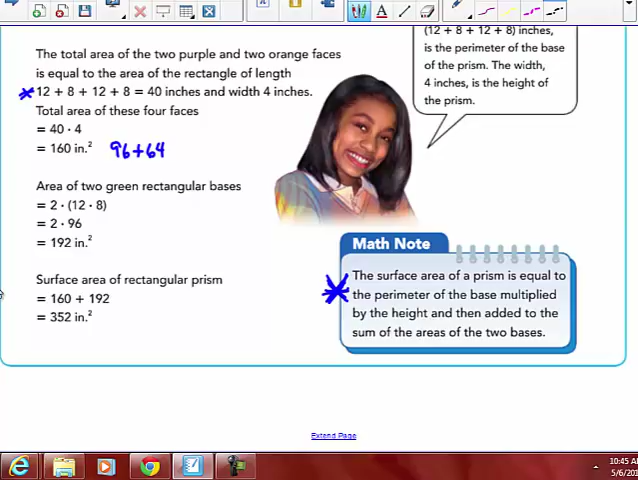 The total area of the two purple and two orange faces
is equal to the area of the rectangle of length
12 + 8 + 12 + 8 = 40 inches and width 4 inches.
Total area of these four faces
= 40 · 4
= 160 in.² 96+64
Area of two green rectangular bases
= 2 · (12 · 8)
= 2 · 96
= 192 in.²
Surface area of rectangular prism
= 160 + 192
= 352 in.²
(12 + 8 + 12 + 8) inches,
is the perimeter of the base
of the prism. The width,
4 inches, is the height of
the prism.
Math Note
The surface area of a prism is equal to
the perimeter of the base multiplied
by the height and then added to the
sum of the areas of the two bases.
Extend Page
10:45 A
5/6/20